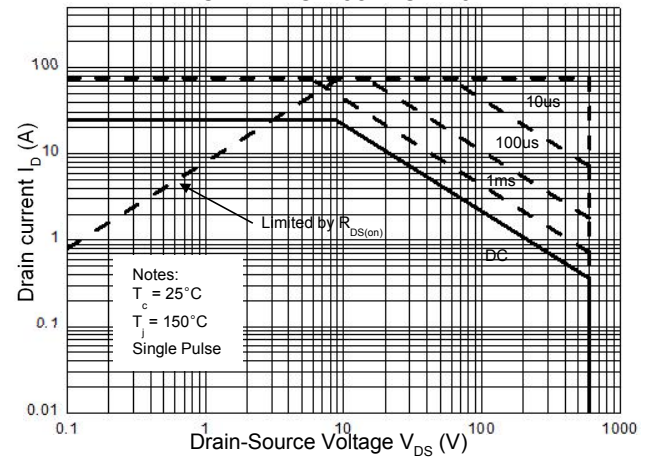 100
10
1
0.1
0.01
Drain current I_D (A)
10us
100us
1ms
DC
Limited by R_DS(on)
Notes:
T_c = 25°C
T_j = 150°C
Single Pulse
0.1 1 10 100 1000
Drain-Source Voltage V_DS (V)